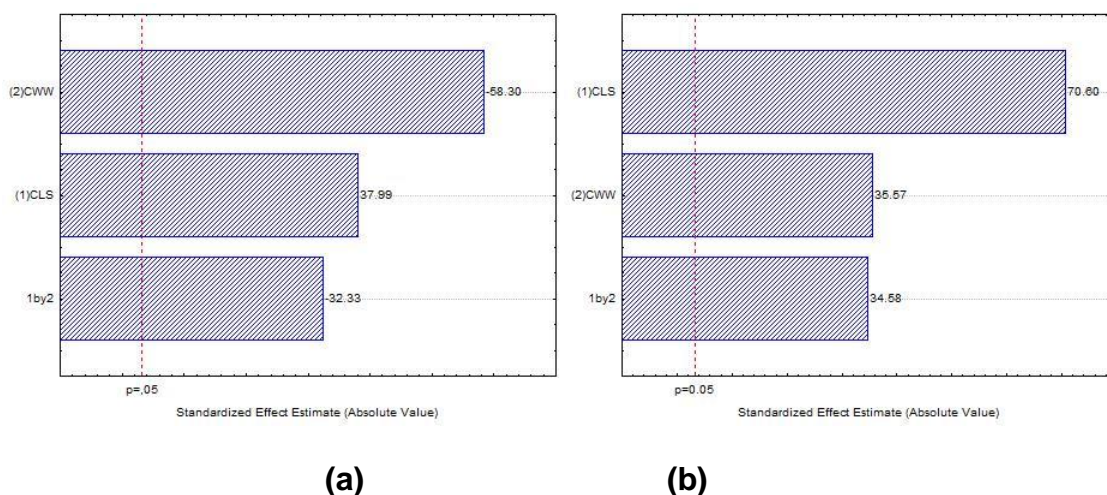 (2)CWW
-58.30
(1)CLS
37.99
1by2
-32.33
p=,05
Standardized Effect Estimate (Absolute Value)
(a)
(1)CLS
70.60
(2)CWW
35.57
1by2
34.58
p=0.05
Standardized Effect Estimate (Absolute Value)
(b)